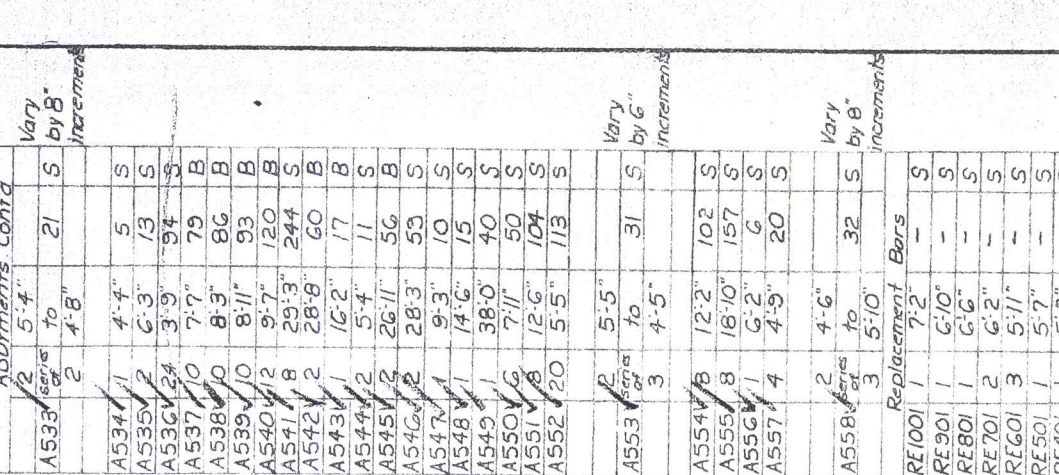 Abutments Cont'd
A533 2 series of 2 5'-4" to 4'-8" 21 S Vary by 8" increments
A534 1 4'-4" 5 S
A535 2 6'-3" 13 S
A536 24 3'-9" 94 S
A537 10 7'-7" 79 B
A538 10 8'-3" 86 B
A539 10 8'-11" 93 B
A540 12 9'-7" 120 B
A541 8 29'-3" 244 S
A542 2 28'-8" 60 B
A543 1 16'-2" 17 B
A544 2 5'-4" 11 S
A545 2 26'-11" 56 B
A546 2 28'-3" 59 S
A547 1 9'-3" 10 S
A548 1 14'-6" 15 S
A549 1 38'-0" 40 S
A550 6 7'-11" 50 S
A551 8 12'-6" 104 S
A552 20 5'-5" 113 S
A553 2 series of 3 5'-5" to 4'-5" 31 S Vary by 6" increments
A554 8 12'-2" 102 S
A555 8 18'-10" 157 S
A556 1 6'-2" 6 S
A557 4 4'-9" 20 S
A558 2 series of 3 4'-6" to 5'-10" 32 S Vary by 8" increments
Replacement Bars
RE1001 1 7'-2" - S
RE901 1 6'-10" - S
RE801 1 6'-6" - S
RE701 2 6'-2" - S
RE601 3 5'-11" - S
RE501 1 5'-7" - S